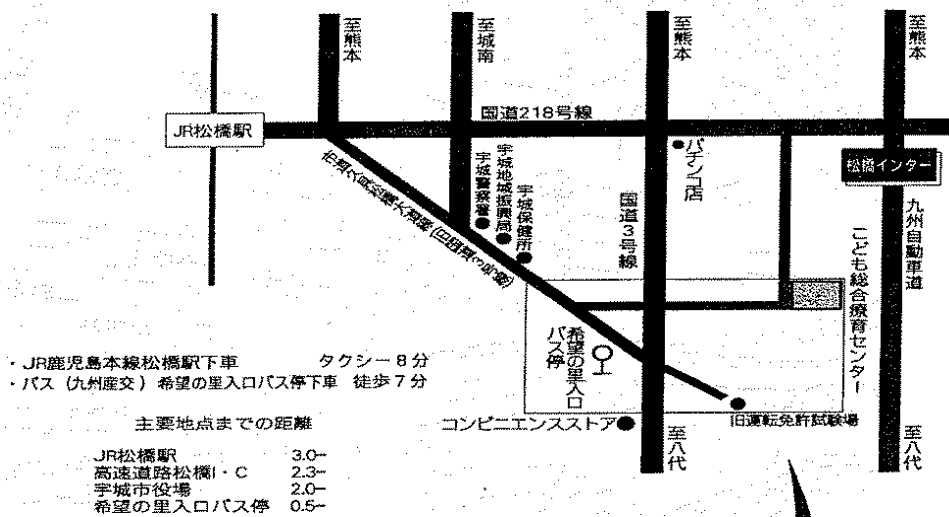 至熊本
至城南
至熊本
至熊本
国道218号線
JR松橋駅
松橋インター
パチンコ店
宇城警察署
宇城地域振興局
宇城保健所
国道3号線
九州自動車道
こども総合療育センター
希望の里入口
バス停
・JR鹿児島本線松橋駅下車 タクシー8分
・バス(九州産交)希望の里入口バス停下車 徒歩7分
コンビニエンスストア
旧運転免許試験場
至八代
至八代
主要地点までの距離
JR松橋駅 3.0
高速道路松橋I・C 2.3
宇城市役場 2.0
希望の里入口バス停 0.5